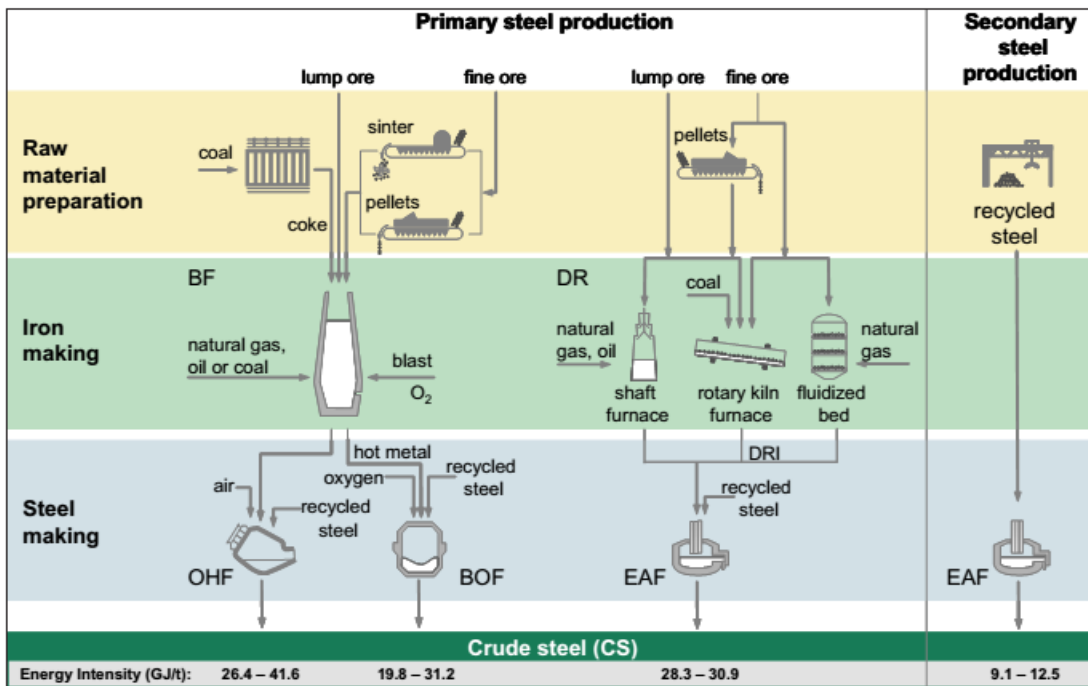 Primary steel production
Secondary
steel
production
lump ore
fine ore
lump ore
fine ore
Raw
material
preparation
coal
sinter
pellets
coke
pellets
recycled
steel
BF
DR
Iron
making
natural gas,
oil or coal
blast
O₂
coal
natural
gas, oil
natural
gas
shaft
furnace
rotary kiln
furnace
fluidized
bed
Steel
making
hot metal
air
oxygen
recycled
steel
recycled
steel
DRI
recycled
steel
OHF
BOF
EAF
EAF
Crude steel (CS)
Energy Intensity (GJ/t): 26.4 – 41.6 19.8 – 31.2 28.3 – 30.9 9.1 – 12.5